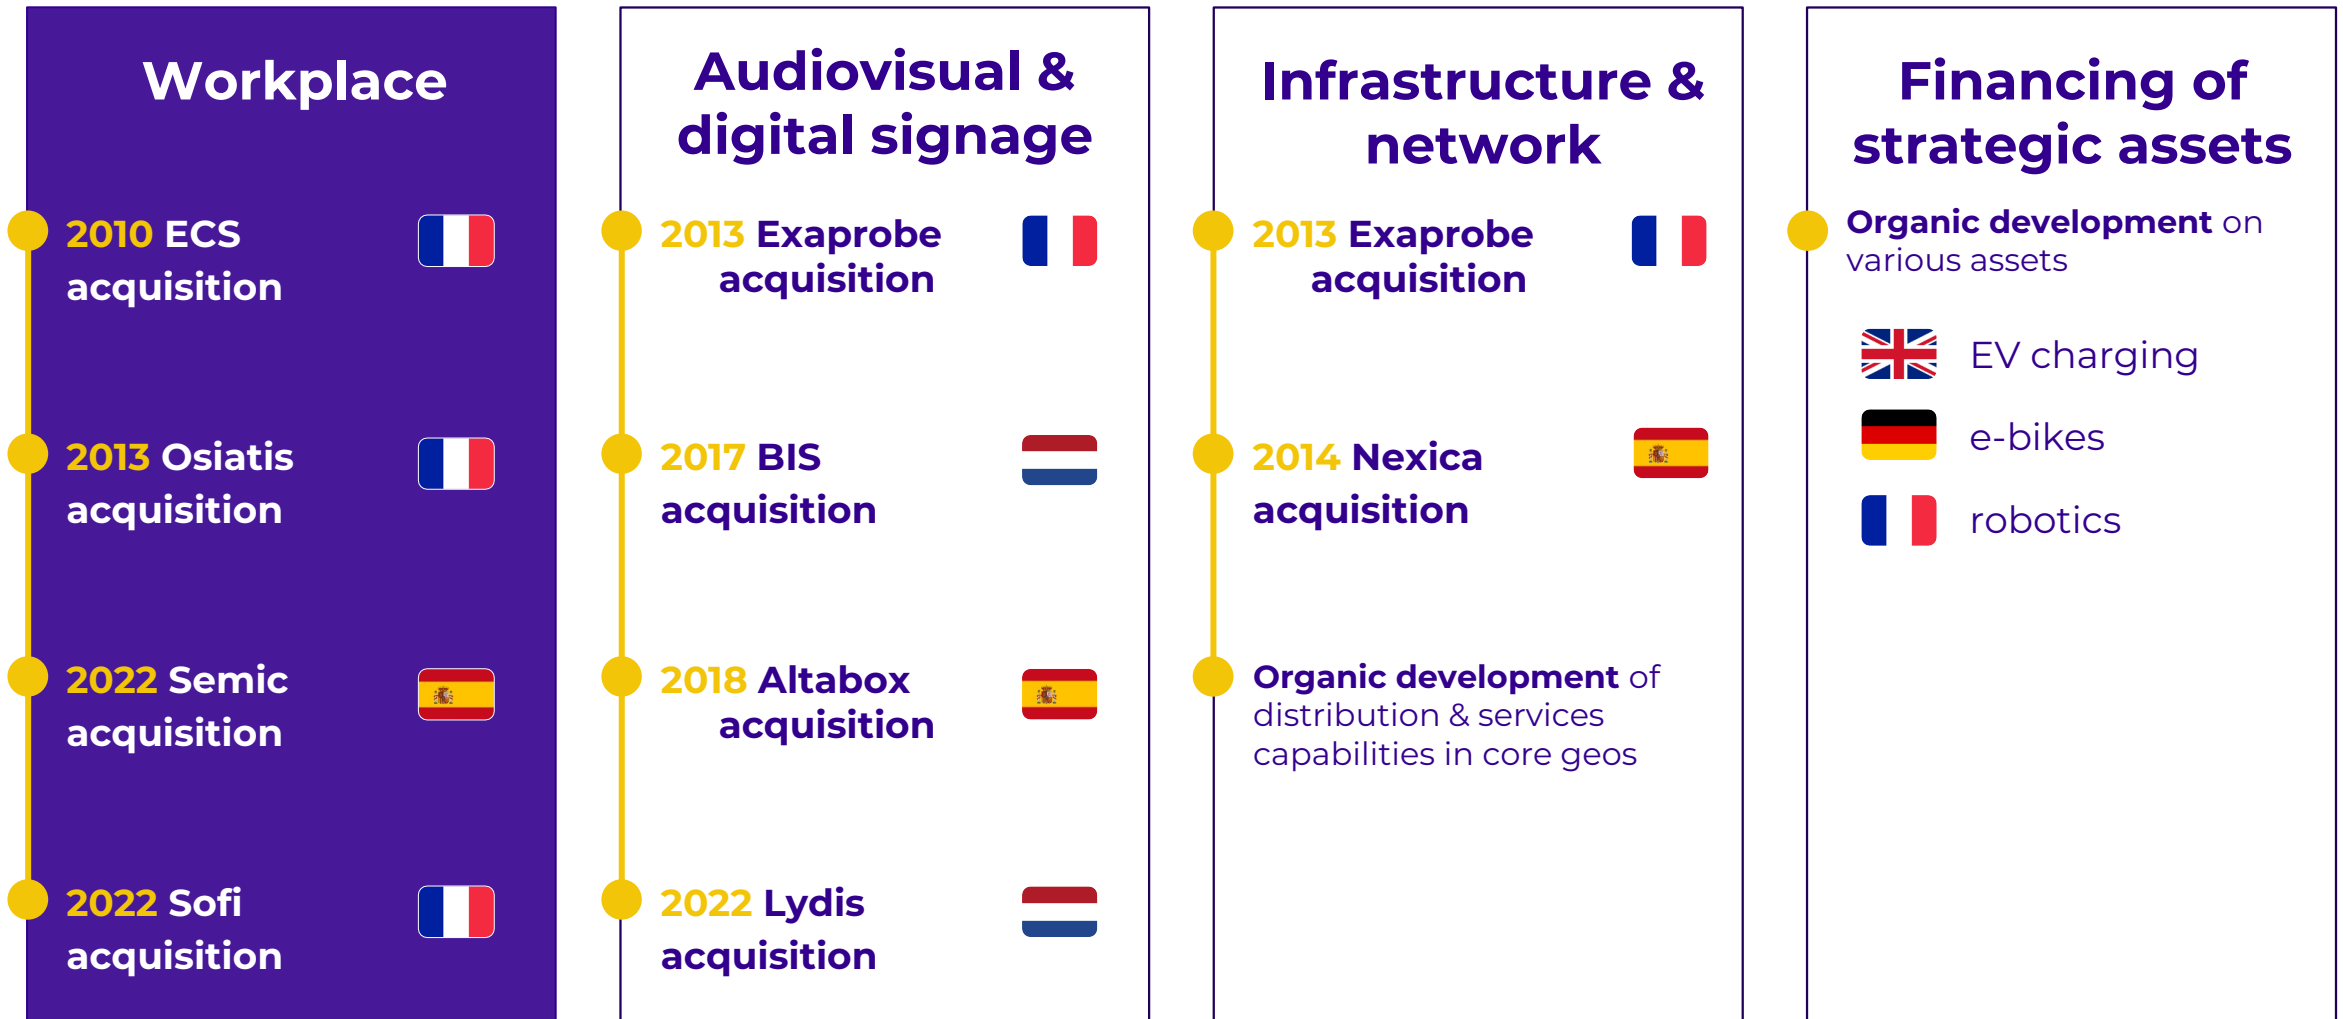 Workplace
2010 ECS
acquisition
2013 Osiatis
acquisition
2022 Semic
acquisition
2022 Sofi
acquisition
Audiovisual &
digital signage
2013 Exaprobe
acquisition
2017 BIS
acquisition
2018 Altabox
acquisition
2022 Lydis
acquisition
Infrastructure &
network
2013 Exaprobe
acquisition
2014 Nexica
acquisition
Organic development of
distribution & services
capabilities in core geos
Financing of
strategic assets
Organic development on
various assets
EV charging
e-bikes
robotics